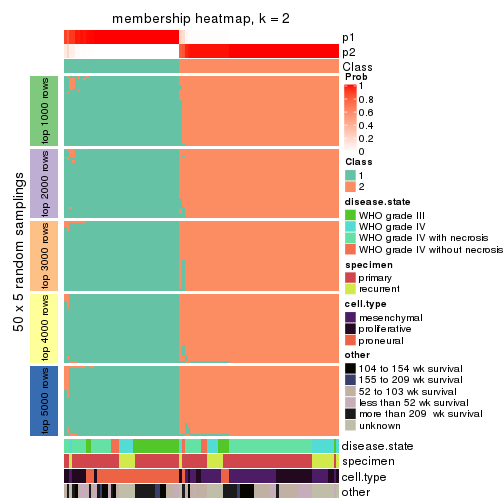 membership heatmap, k = 2
p1
p2
Class
50 x 5 random samplings
top 1000 rows
top 2000 rows
top 3000 rows
top 4000 rows
top 5000 rows
disease.state
specimen
cell.type
other
Prob
1
0.8
0.6
0.4
0.2
0
Class
1
2
disease.state
WHO grade III
WHO grade IV
WHO grade IV with necrosis
WHO grade IV without necrosis
specimen
primary
recurrent
cell.type
mesenchymal
proliferative
proneural
other
104 to 154 wk survival
155 to 209 wk survival
52 to 103 wk survival
less than 52 wk survival
more than 209  wk survival
unknown